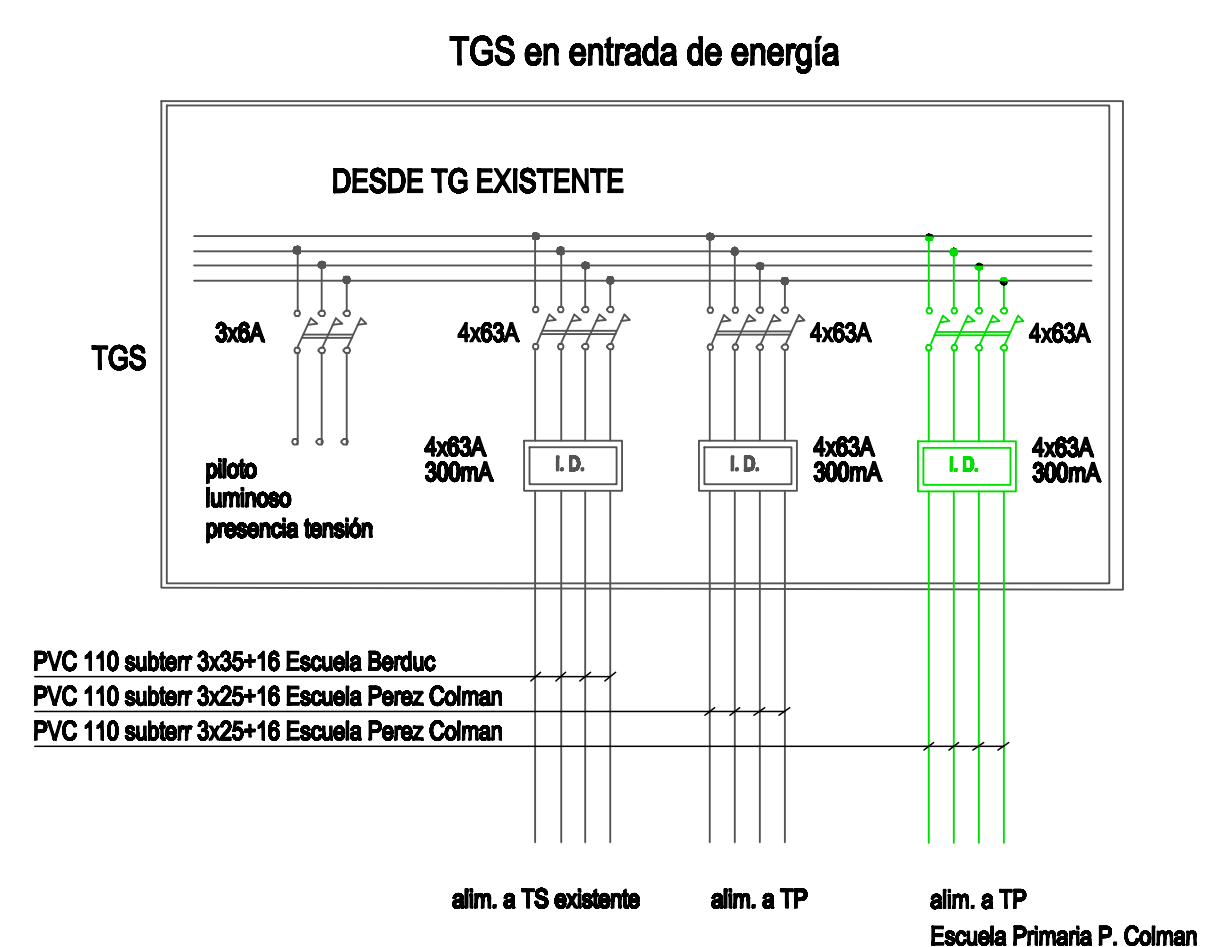 TGS en entrada de energía
DESDE TG EXISTENTE
TGS
3x6A
4x63A
4x63A
4x63A
piloto
luminoso
presencia tensión
4x63A
300mA
I. D.
I. D.
4x63A
300mA
I. D.
4x63A
300mA
PVC 110 subterr 3x35+16 Escuela Berduc
PVC 110 subterr 3x25+16 Escuela Perez Colman
PVC 110 subterr 3x25+16 Escuela Perez Colman
alim. a TS existente
alim. a TP
alim. a TP
Escuela Primaria P. Colman